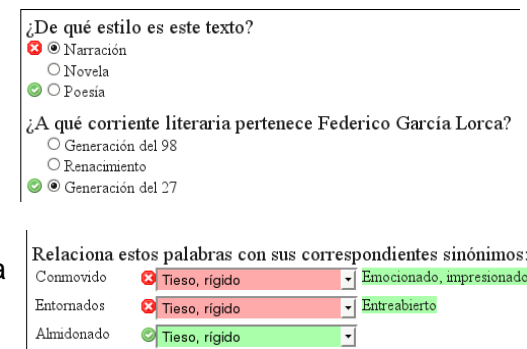 ¿De qué estilo es este texto?
Narración
Novela
Poesía
¿A qué corriente literaria pertenece Federico García Lorca?
Generación del 98
Renacimiento
Generación del 27
a
Relaciona estos palabras con sus correspondientes sinónimos:
Conmovido Tieso, rígido Emocionado, impresionado
Entornados Tieso, rígido Entreabierto
Almidonado Tieso, rígido